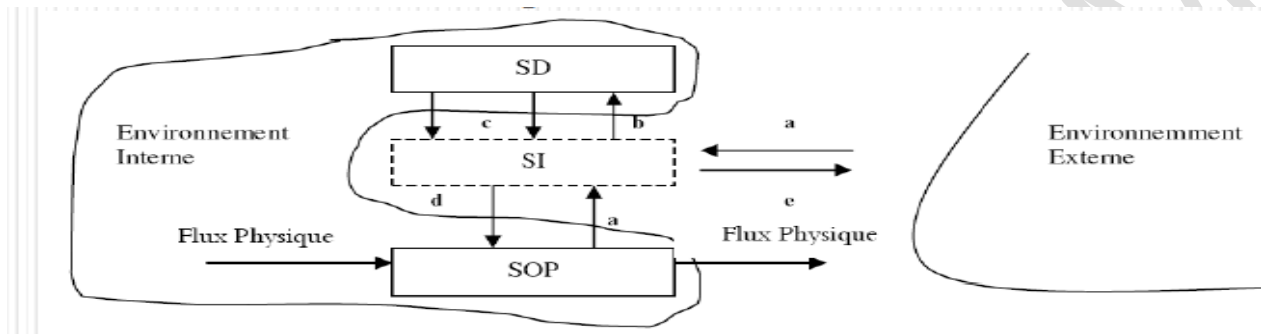 SD
c
b
Environnement
Interne
SI
a
Environnemment
Externe
d
a
e
Flux Physique
Flux Physique
SOP